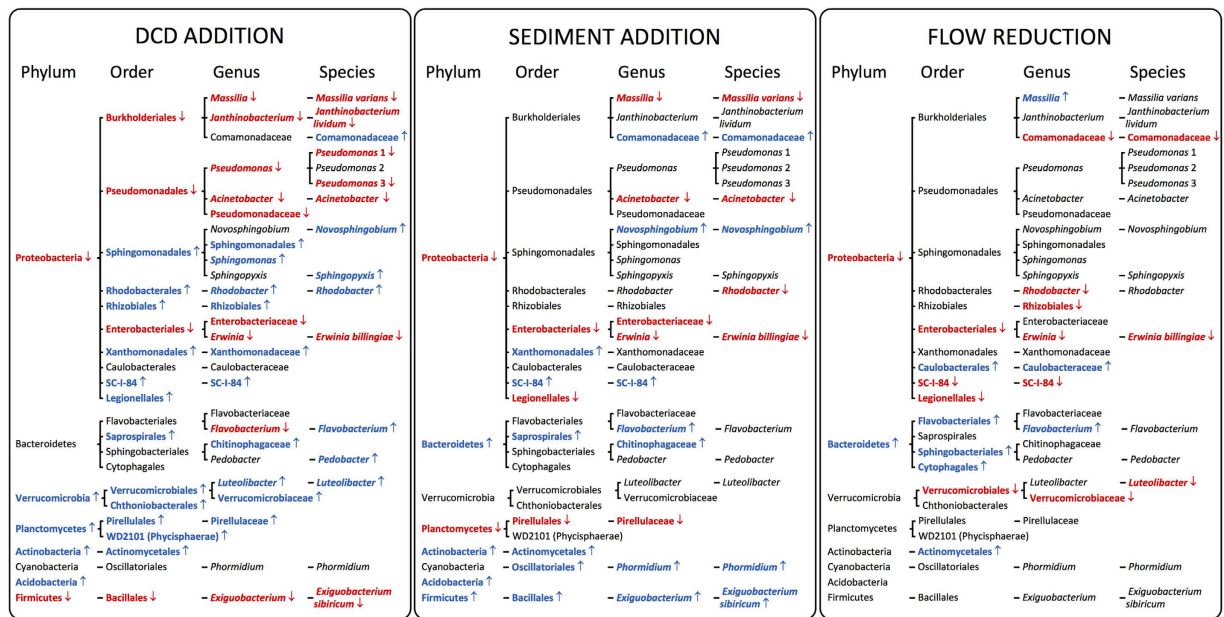 DCD ADDITION
Phylum Order Genus Species
Massilia ↓ Massilia varians ↓
Burkholderiales ↓ Janthinobacterium ↓ Janthinobacterium
lividum ↓
Comamonadaceae Comamonadaceae ↑
Pseudomonas 1 ↓
Pseudomonas ↓ Pseudomonas 2
Pseudomonas 3 ↓
Pseudomonadales ↓ Acinetobacter ↓ Acinetobacter ↓
Pseudomonadaceae ↓
Novosphingobium Novosphingobium ↑
Sphingomonadales ↑ Sphingomonadales ↑
Proteobacteria ↓ Sphingomonas ↑
Sphingopyxis Sphingopyxis ↑
Rhodobacterales ↑ Rhodobacter ↑ Rhodobacter ↑
Rhizobiales ↑ Rhizobiales ↑
Enterobacteriales ↓ Enterobacteriaceae ↓
Erwinia ↓ Erwinia billingiae ↓
Xanthomonadales ↑ Xanthomonadaceae ↑
Caulobacterales Caulobacteraceae
SC-I-84 ↑ SC-I-84 ↑
Legionellales ↑
Flavobacteriales Flavobacteriaceae
Flavobacterium ↓ Flavobacterium ↑
Bacteroidetes Saprospirales ↑ Chitinophagaceae ↑
Sphingobacteriales Pedobacter Pedobacter ↑
Cytophagales
Verrucomicrobia ↑ Verrucomicrobiales ↑ Luteolibacter ↑ Luteolibacter ↑
Verrucomicrobiaceae ↑
Chthoniobacterales ↑
Planctomycetes ↑ Pirellulales ↑ Pirellulaceae ↑
WD2101 (Phycisphaerae) ↑
Actinobacteria ↑ Actinomycetales ↑
Cyanobacteria Oscillatoriales Phormidium Phormidium
Acidobacteria ↑
Firmicutes ↓ Bacillales ↓ Exiguobacterium ↓ Exiguobacterium
sibiricum ↓
SEDIMENT ADDITION
Phylum Order Genus Species
Massilia ↓ Massilia varians ↓
Burkholderiales Janthinobacterium Janthinobacterium
lividum
Comamonadaceae ↑ Comamonadaceae ↑
Pseudomonas 1
Pseudomonas Pseudomonas 2
Pseudomonas 3
Pseudomonadales Acinetobacter ↓ Acinetobacter ↓
Pseudomonadaceae
Novosphingobium ↑ Novosphingobium ↑
Sphingomonadales Sphingomonadales
Proteobacteria ↓ Sphingomonas
Sphingopyxis Sphingopyxis
Rhodobacterales Rhodobacter Rhodobacter ↓
Rhizobiales Rhizobiales
Enterobacteriales ↓ Enterobacteriaceae ↓
Erwinia ↓ Erwinia billingiae ↓
Xanthomonadales ↑ Xanthomonadaceae
Caulobacterales Caulobacteraceae
SC-I-84 ↑ SC-I-84 ↑
Legionellales ↓
Flavobacteriales Flavobacteriaceae
Flavobacterium ↑ Flavobacterium
Bacteroidetes ↑ Saprospirales ↑ Chitinophagaceae ↑
Sphingobacteriales Pedobacter Pedobacter
Cytophagales
Verrucomicrobia Verrucomicrobiales Luteolibacter Luteolibacter
Verrucomicrobiaceae
Chthoniobacterales
Planctomycetes ↓ Pirellulales ↓ Pirellulaceae ↓
WD2101 (Phycisphaerae)
Actinobacteria ↑ Actinomycetales ↑
Cyanobacteria Oscillatoriales ↑ Phormidium ↑ Phormidium ↑
Acidobacteria ↑
Firmicutes ↑ Bacillales ↑ Exiguobacterium ↑ Exiguobacterium
sibiricum ↑
FLOW REDUCTION
Phylum Order Genus Species
Massilia ↑ Massilia varians
Burkholderiales Janthinobacterium Janthinobacterium
lividum
Comamonadaceae ↓ Comamonadaceae ↓
Pseudomonas 1
Pseudomonas Pseudomonas 2
Pseudomonas 3
Pseudomonadales Acinetobacter Acinetobacter
Pseudomonadaceae
Novosphingobium Novosphingobium
Sphingomonadales Sphingomonadales
Proteobacteria ↓ Sphingomonas
Sphingopyxis Sphingopyxis
Rhodobacterales Rhodobacter ↓ Rhodobacter
Rhizobiales Rhizobiales ↓
Enterobacteriales ↓ Enterobacteriaceae
Erwinia ↓ Erwinia billingiae ↓
Xanthomonadales Xanthomonadaceae
Caulobacterales ↑ Caulobacteraceae ↑
SC-I-84 ↓ SC-I-84 ↓
Legionellales ↓
Flavobacteriales ↑ Flavobacteriaceae
Flavobacterium ↑ Flavobacterium
Bacteroidetes ↑ Saprospirales Chitinophagaceae
Sphingobacteriales ↑ Pedobacter Pedobacter
Cytophagales ↑
Verrucomicrobia Verrucomicrobiales ↓ Luteolibacter Luteolibacter ↓
Verrucomicrobiaceae ↓
Chthoniobacterales
Planctomycetes Pirellulales Pirellulaceae
WD2101 (Phycisphaerae)
Actinobacteria Actinomycetales ↑
Cyanobacteria Oscillatoriales Phormidium Phormidium
Acidobacteria
Firmicutes Bacillales Exiguobacterium Exiguobacterium
sibiricum